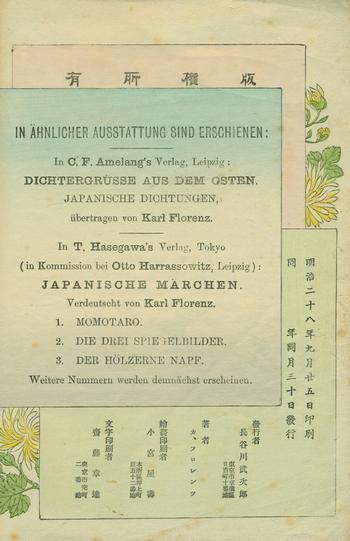 有所權版
IN ÄHNLICHER AUSSTATTUNG SIND ERSCHIENEN:
In C. F. Amelang's Verlag, Leipzig:
DICHTERGRÜSSE AUS DEM OSTEN.
JAPANISCHE DICHTUNGEN,
übertragen von Karl Florenz.
In T. Hasegawa's Verlag, Tokyo
(in Kommission bei Otto Harrassowitz, Leipzig):
JAPANISCHE MÄRCHEN.
Verdeutscht von Karl Florenz.
1. MOMOTARO.
2. DIE DREI SPIEGELBILDER.
3. DER HÖLZERNE NAPF.
Weitere Nummern werden demnächst erscheinen.
明治二十八年九月廿五日印刷
同 年同月三十日發行
發行者
長谷川武次郎
著者
カ、フロレンツ
繪畫印刷者
小宮屋壽
文字印刷者
齋藤章達